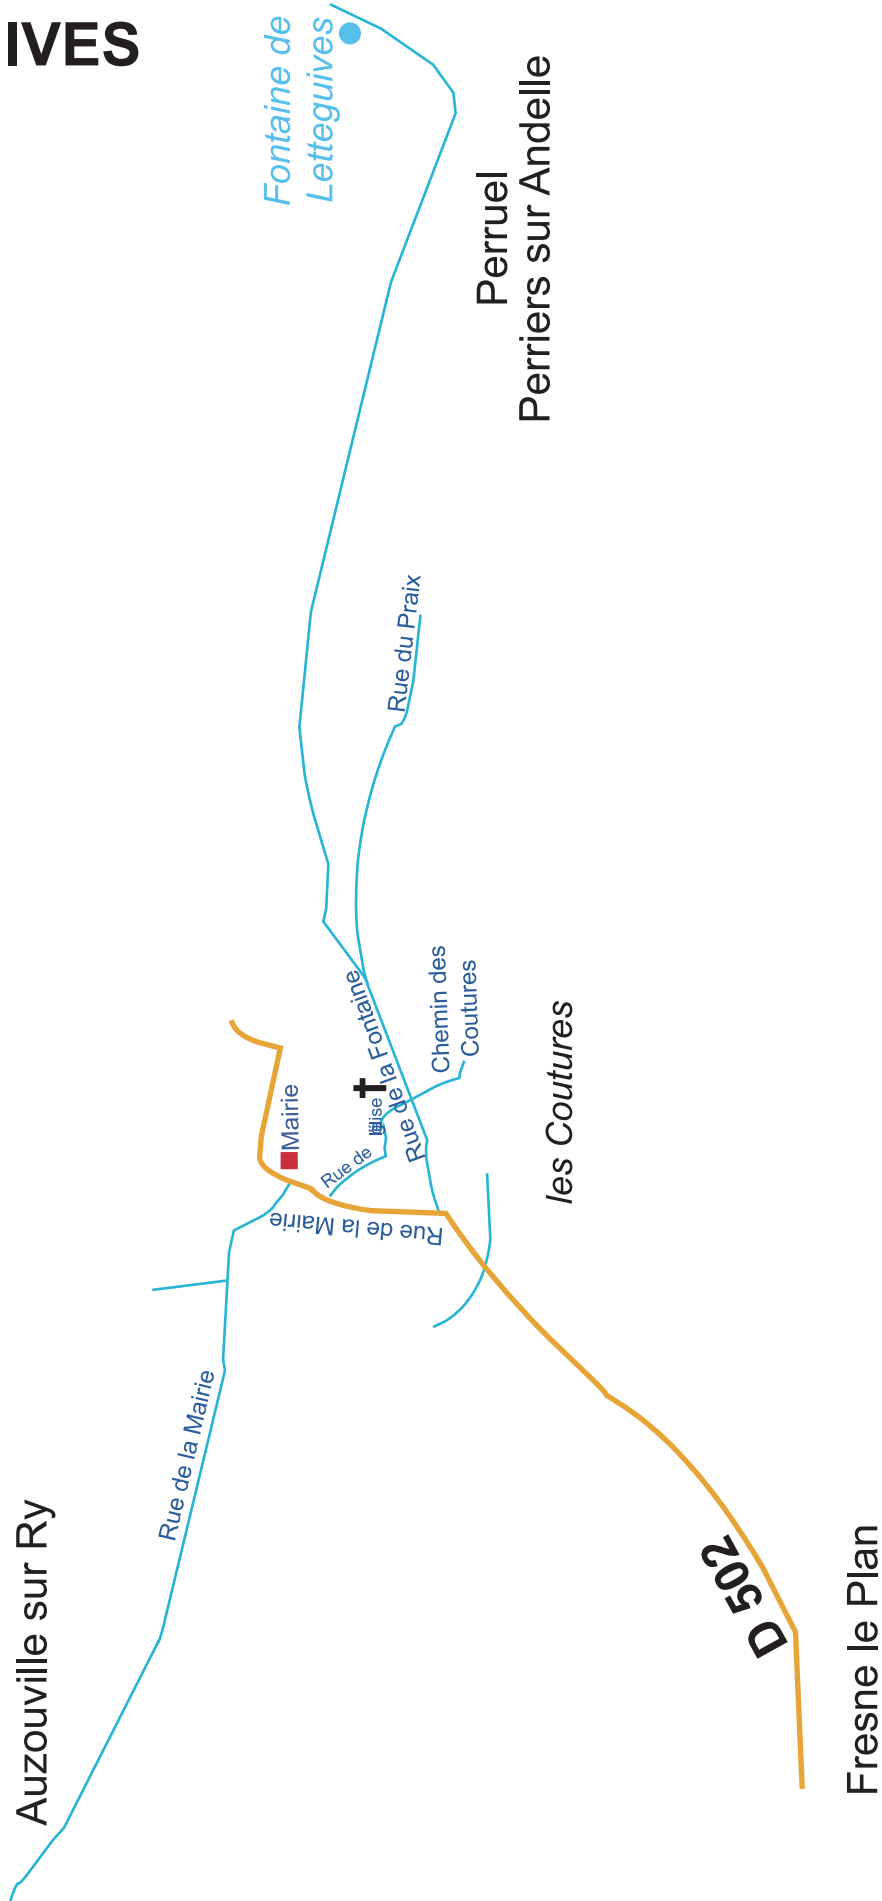 IVES
Fontaine de
Letteguives
Perruel
Perriers sur Andelle
Rue du Praix
Rue de la Fontaine
Chemin des
Coutures
Mairie
Rue de
Rue de la Mairie
les Coutures
Rue de la Mairie
Auzouville sur Ry
D 502
Fresne le Plan